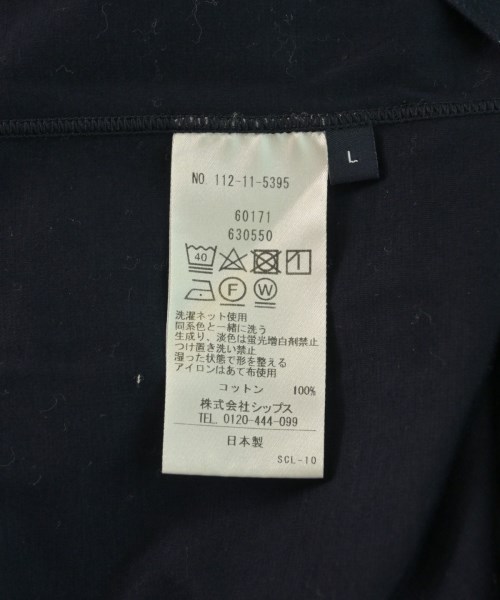 L
NO 112-11-5395
60171
630550
40
F W
洗濯ネット使用
同系色と一緒に洗う
生成り、淡色は蛍光増白剤禁止
つけ置き洗い禁止
湿った状態で形を整える
アイロンはあて布使用
コットン 100%
株式会社シップス
TEL. 0120-444-099
日本製
SCL-10